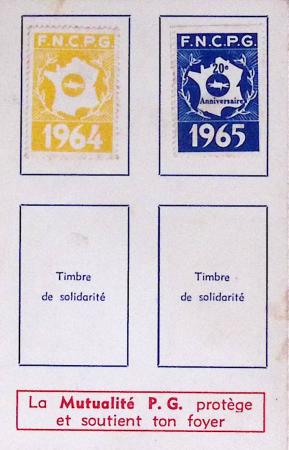 F.N.C.P.G.
1964
F.N.C.P.G.
20e
Anniversaire
1965
Timbre
de solidarité
Timbre
de solidarité
La Mutualité P. G. protège
et soutient ton foyer